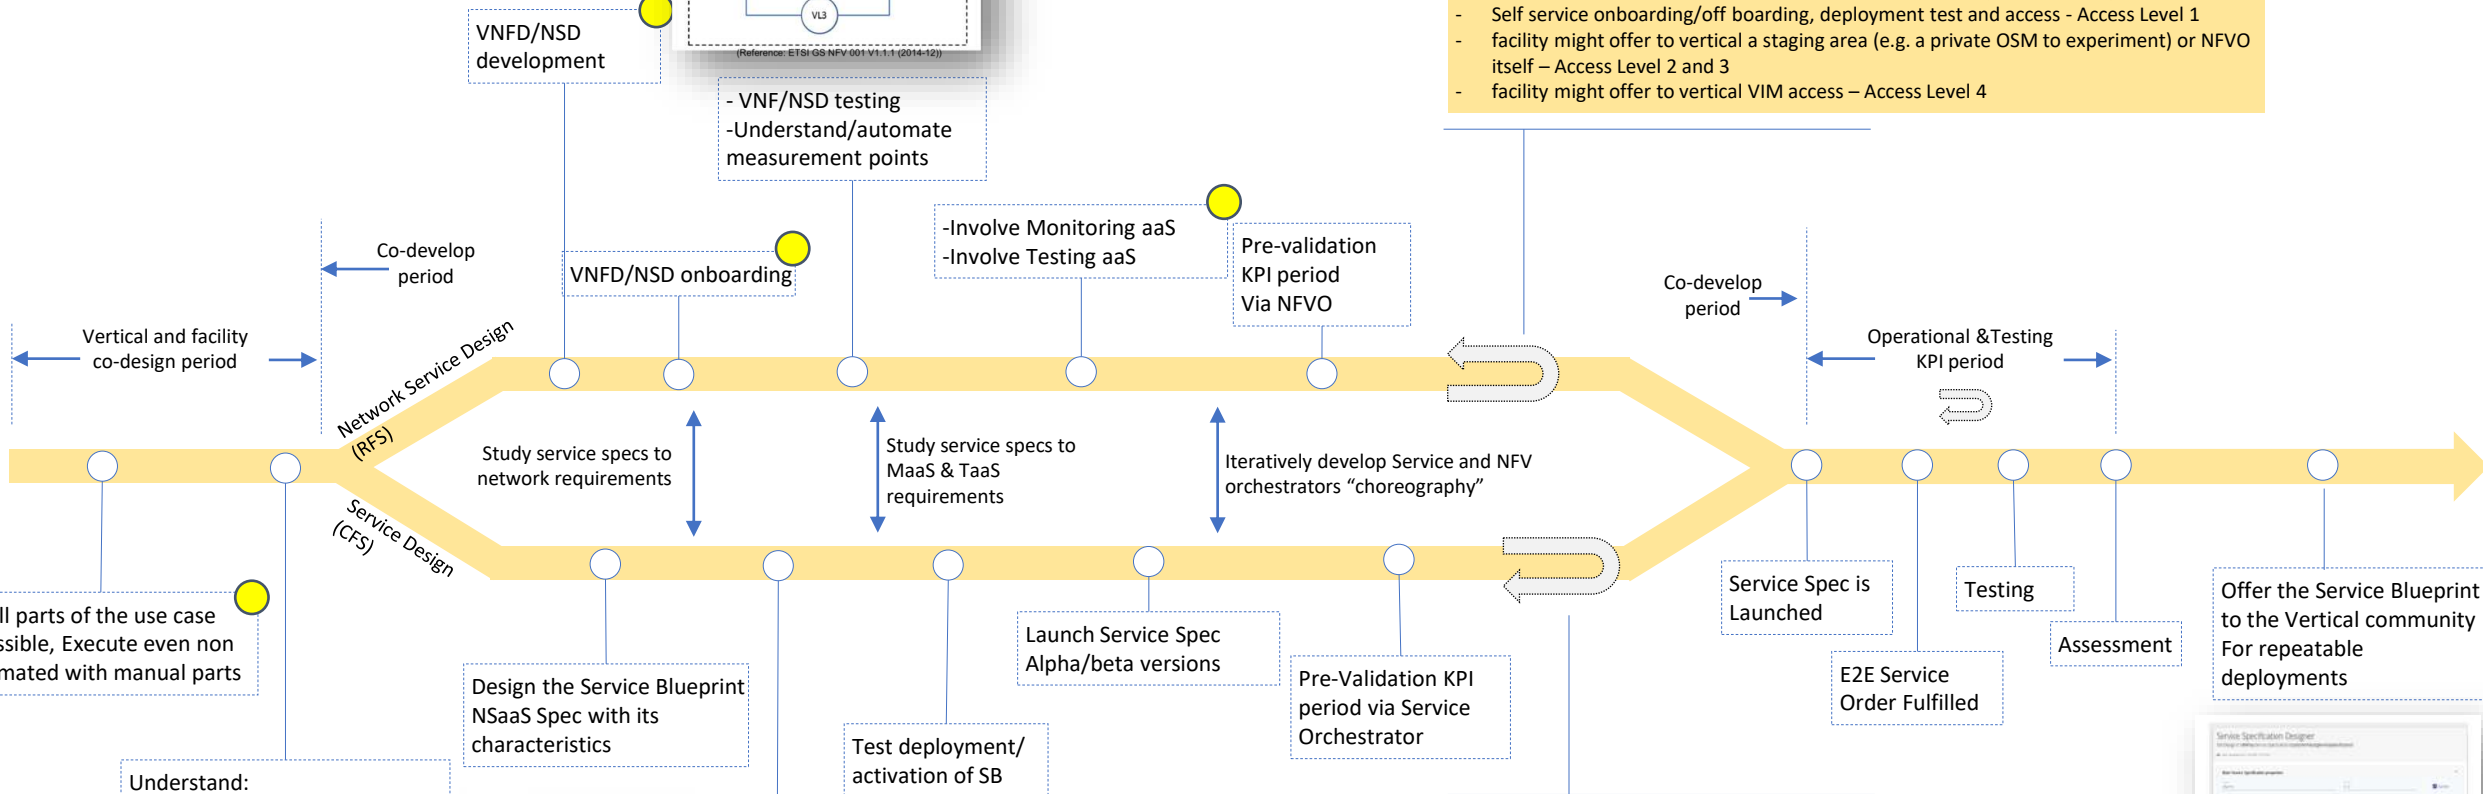 VL3
(Reference: ETSI GS NFV 001 V1.1.1 (2014-12))
VNFD/NSD
development
- Self service onboarding/off boarding, deployment test and access - Access Level 1
- facility might offer to vertical a staging area (e.g. a private OSM to experiment) or NFVO
itself – Access Level 2 and 3
- facility might offer to vertical VIM access – Access Level 4
- VNF/NSD testing
-Understand/automate
measurement points
-Involve Monitoring aaS
-Involve Testing aaS
Pre-validation
KPI period
Via NFVO
Co-develop
period
VNFD/NSD onboarding
Co-develop
period
Vertical and facility
co-design period
Operational &Testing
KPI period
Network Service Design
(RFS)
Study service specs to
network requirements
Study service specs to
MaaS & TaaS
requirements
Iteratively develop Service and NFV
orchestrators “choreography”
Service Design
(CFS)
parts of the use case
Execute even non
with manual parts
Understand:
Design the Service Blueprint
NSaaS Spec with its
characteristics
Test deployment/
activation of SB
Launch Service Spec
Alpha/beta versions
Pre-Validation KPI
period via Service
Orchestrator
Service Spec is
Launched
E2E Service
Order Fulfilled
Testing
Assessment
Offer the Service Blueprint
to the Vertical community
For repeatable
deployments
Service Specification Designer